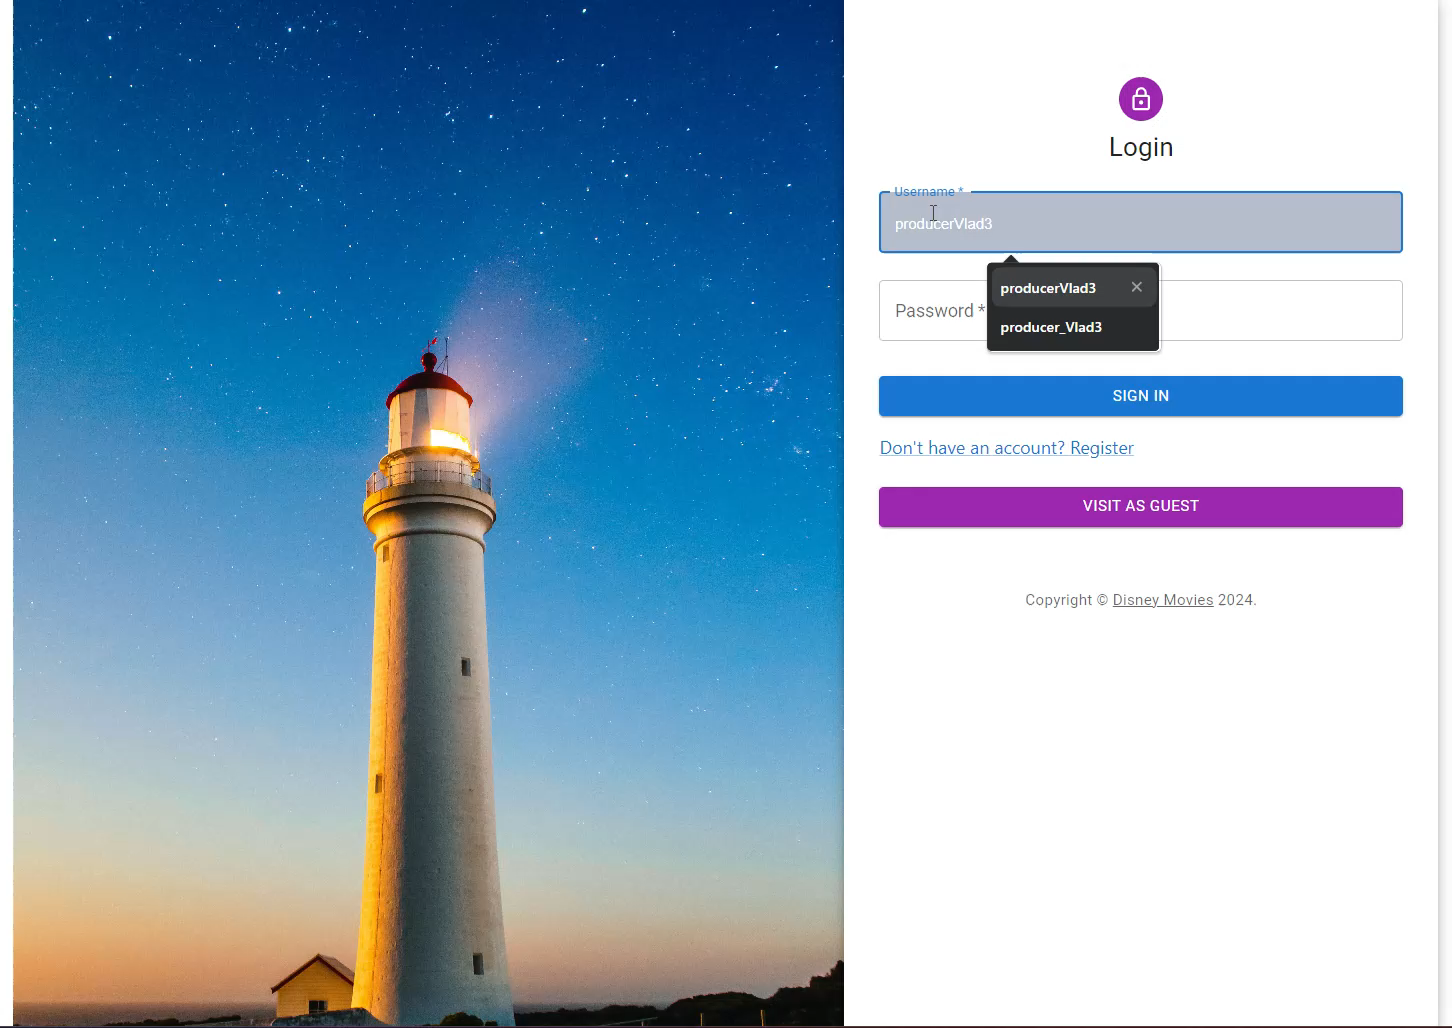 Login
Username *
producerVlad3
producerVlad3
Password *
producer_Vlad3
SIGN IN
Don't have an account? Register
VISIT AS GUEST
Copyright © Disney Movies 2024.